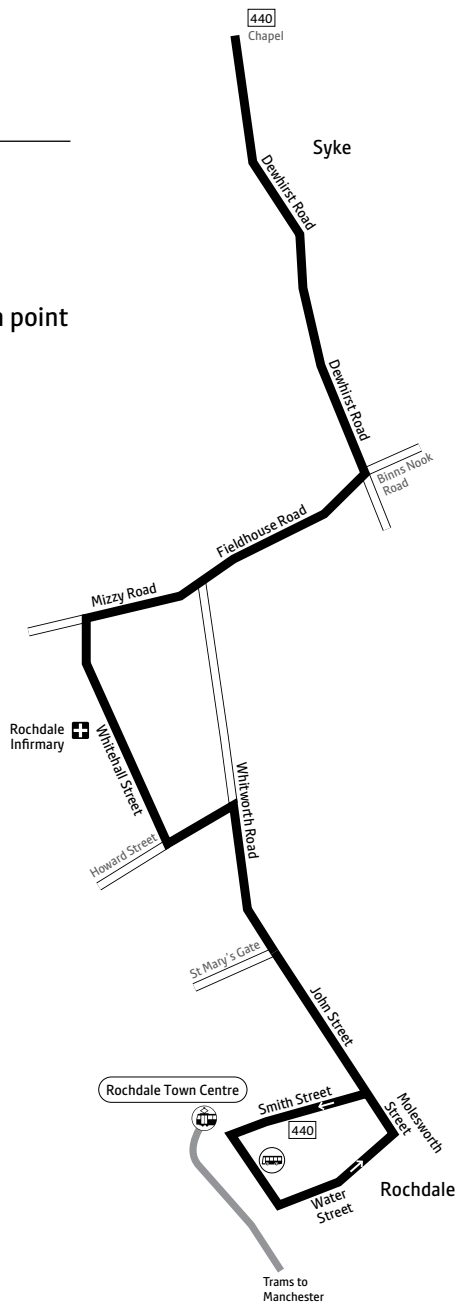 440
Chapel
Syke
Dewhirst Road
point
Dewhirst Road
Binns Nook
Road
Fieldhouse Road
Mizzy Road
Rochdale
Infirmary
Whitehall Street
Whitworth Road
Howard Street
St Mary's Gate
John Street
Rochdale Town Centre
Smith Street
Molesworth
Street
440
Rochdale
Water
Street
Trams to
Manchester